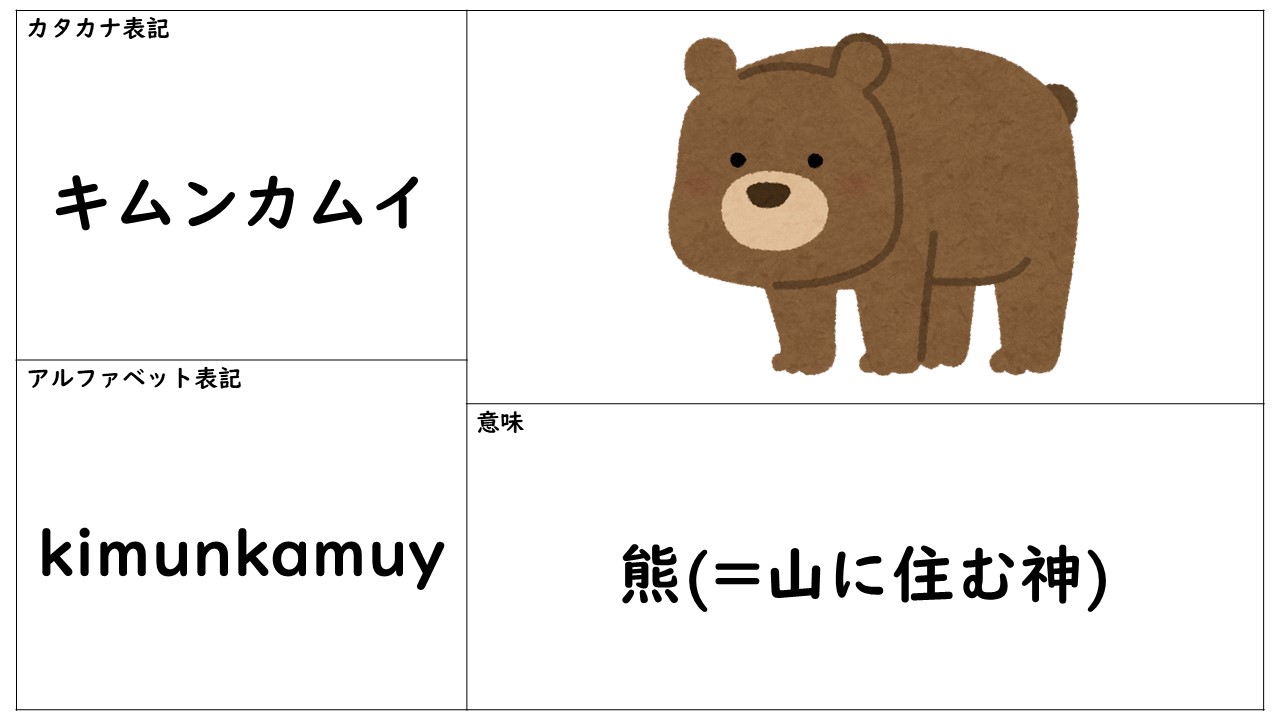 カタカナ表記
キムンカムイ
アルファベット表記
kimunkamuy
意味
熊(=山に住む神)